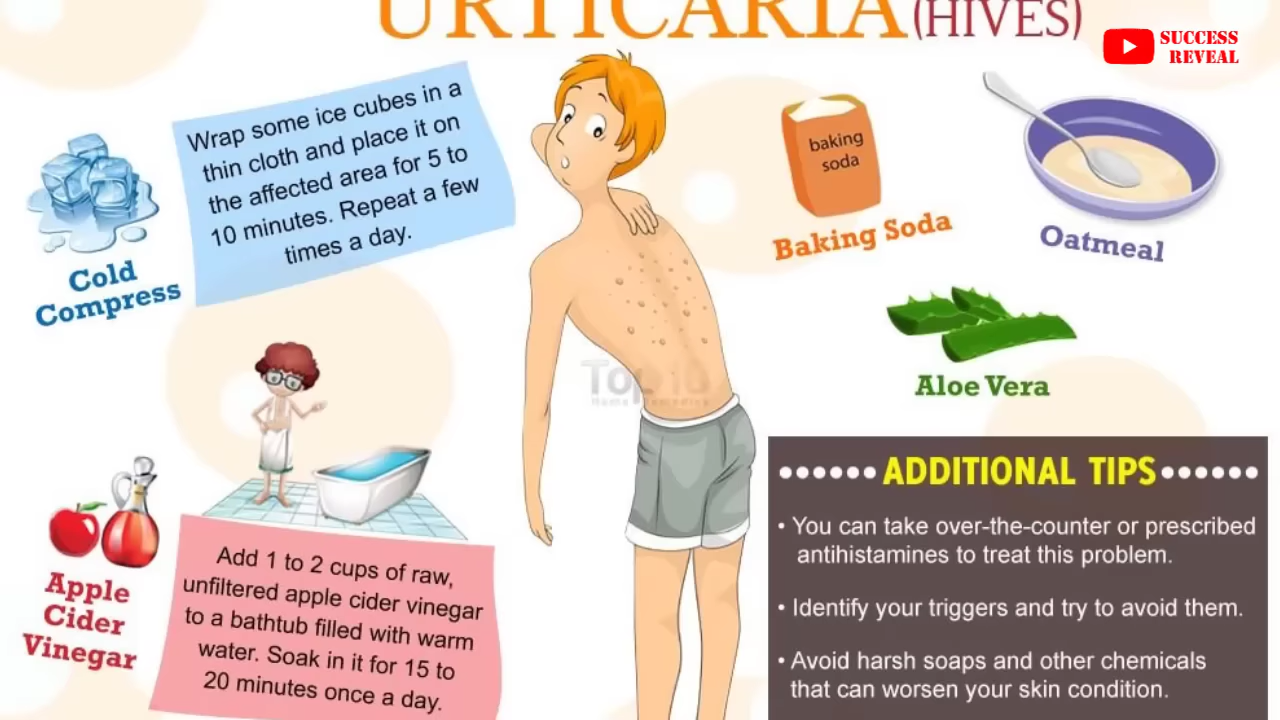 URTICARIA (HIVES)
SUCCESS
REVEAL
Wrap some ice cubes in a
thin cloth and place it on
the affected area for 5 to
10 minutes. Repeat a few
times a day.
Cold
Compress
baking
soda
Baking Soda
Oatmeal
Aloe Vera
Top 10
Home Remedies
Apple
Cider
Vinegar
Add 1 to 2 cups of raw,
unfiltered apple cider vinegar
to a bathtub filled with warm
water. Soak in it for 15 to
20 minutes once a day.
ADDITIONAL TIPS
• You can take over-the-counter or prescribed
antihistamines to treat this problem.
• Identify your triggers and try to avoid them.
• Avoid harsh soaps and other chemicals
that can worsen your skin condition.